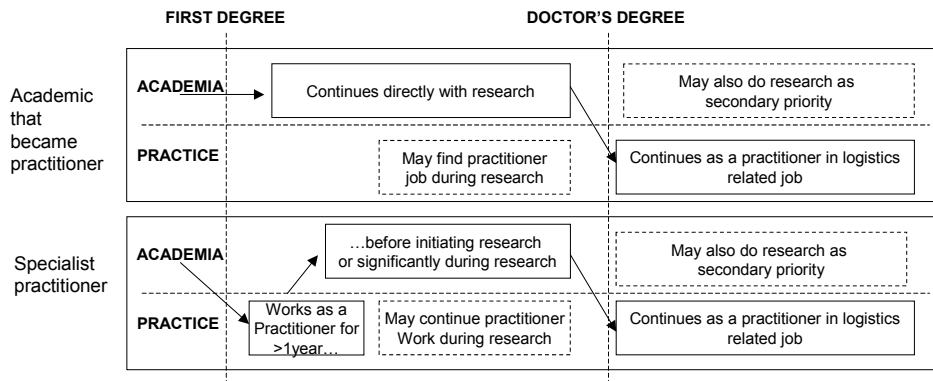 FIRST DEGREE
DOCTOR'S DEGREE
Academic
that
became
practitioner
ACADEMIA
Continues directly with research
May also do research as
secondary priority
PRACTICE
May find practitioner
job during research
Continues as a practitioner in logistics
related job
Specialist
practitioner
ACADEMIA
…before initiating research
or significantly during research
May also do research as
secondary priority
PRACTICE
Works as a
Practitioner for
>1year…
May continue practitioner
Work during research
Continues as a practitioner in logistics
related job